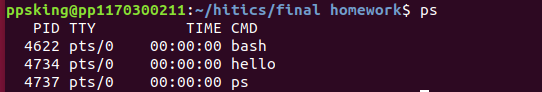 ppsking@pp1170300211:~/hitics/final homework$ ps
PID TTY TIME CMD
4622 pts/0 00:00:00 bash
4734 pts/0 00:00:00 hello
4737 pts/0 00:00:00 ps